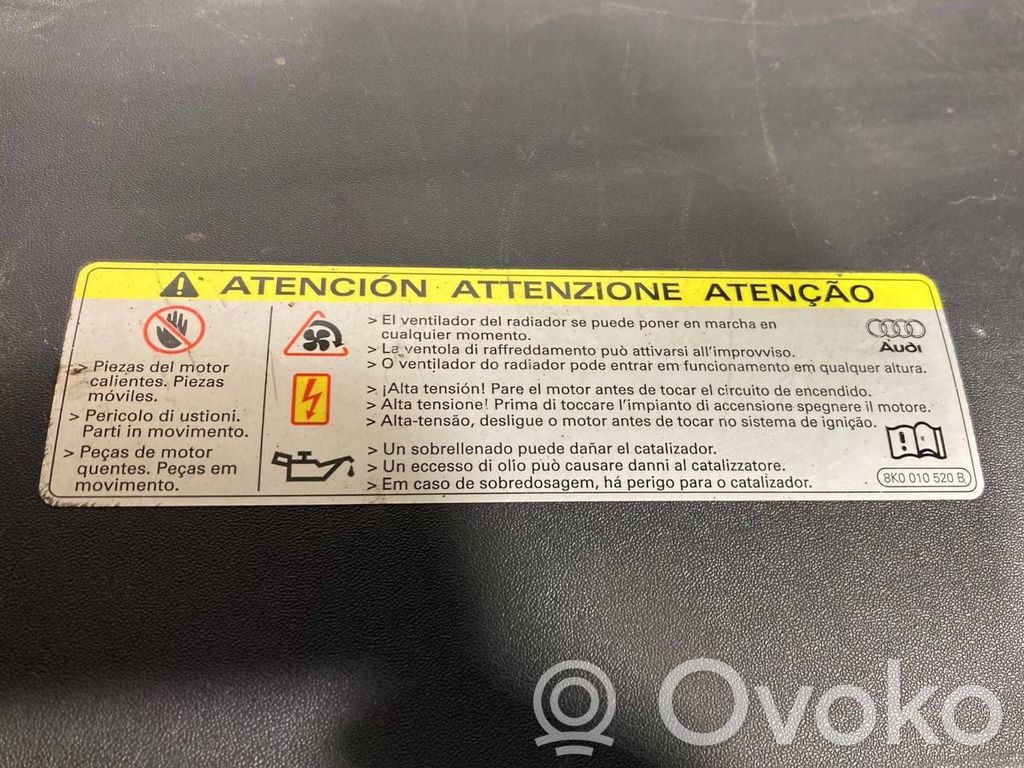 ATENCIÓN ATTENZIONE ATENÇÃO
> Piezas del motor
calientes. Piezas
móviles.
> Pericolo di ustioni.
Parti in movimento.
> Peças de motor
quentes. Peças em
movimento.
> El ventilador del radiador se puede poner en marcha en
cualquier momento.
> La ventola di raffreddamento può attivarsi all'improvviso.
> O ventilador do radiador pode entrar em funcionamento em qualquer altura.
> ¡Alta tensión! Pare el motor antes de tocar el circuito de encendido.
> Alta tensione! Prima di toccare l'impianto di accensione spegnere il motore.
> Alta-tensão, desligue o motor antes de tocar no sistema de ignição.
> Un sobrellenado puede dañar el catalizador.
> Un eccesso di olio può causare danni al catalizzatore.
> Em caso de sobredosagem, há perigo para o catalizador.
Audi
8K0 010 520 B
Ovoko